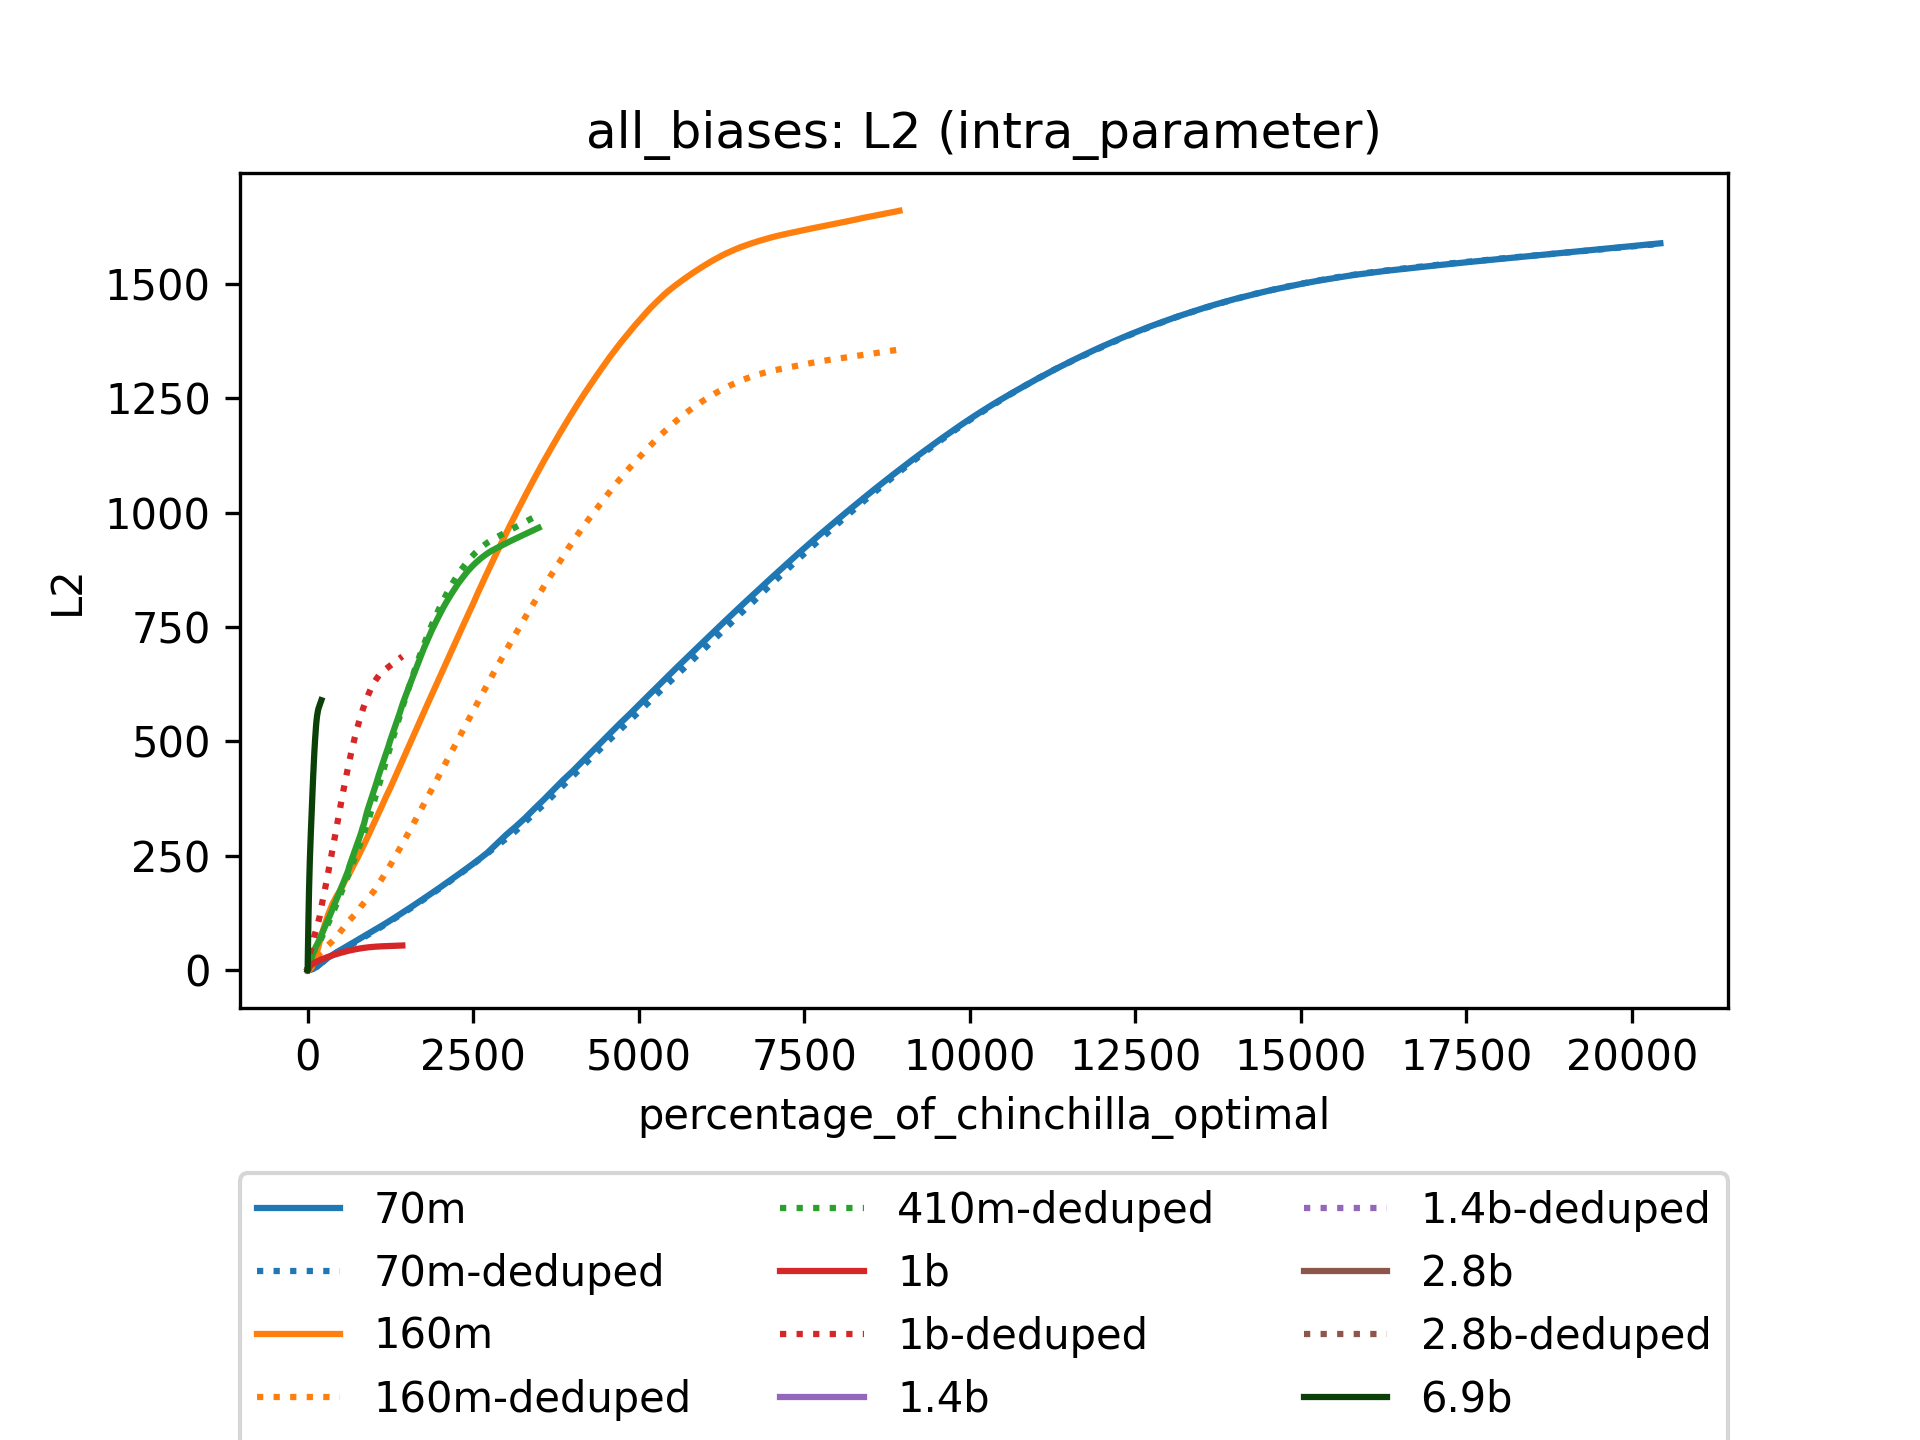 all_biases: L2 (intra_parameter)
1500
1250
1000
750
500
250
0
L2
0 2500 5000 7500 10000 12500 15000 17500 20000
percentage_of_chinchilla_optimal
70m
70m-deduped
160m
160m-deduped
410m-deduped
1b
1b-deduped
1.4b
1.4b-deduped
2.8b
2.8b-deduped
6.9b